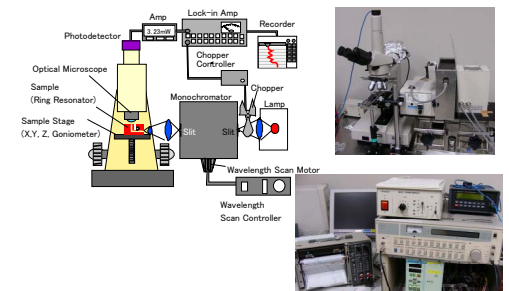 Lock-in Amp
Amp
Recorder
3.23mW
Photodetector
Chopper
Controller
Optical Microscope
Chopper
Sample
(Ring Resonator)
Monochromator
Lamp
Sample Stage
(X,Y, Z, Goniometer)
Slit
Slit
Wavelength Scan Motor
Wavelength
Scan Controller